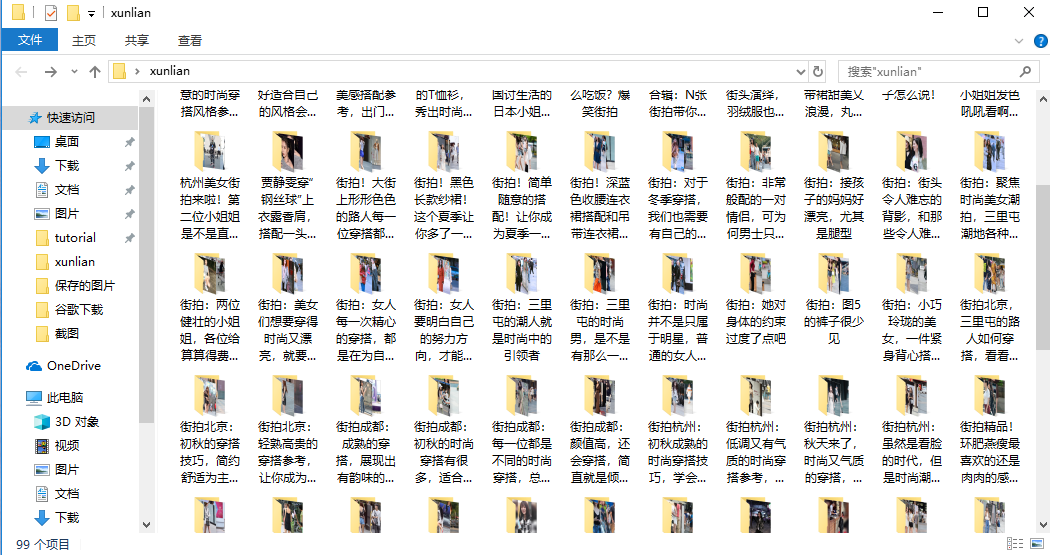 xunlian
文件 主页 共享 查看
xunlian 搜索"xunlian"
快速访问
桌面
下载
文档
图片
tutorial
xunlian
保存的图片
谷歌下载
截图
OneDrive
此电脑
3D 对象
视频
图片
文档
下载
意的时尚穿
搭风格参...
好适合自己
的风格会...
美感搭配参
考，出门...
的T恤衫，
秀出时尚...
国讨生活的
日本小姐...
么吃饭？爆
笑街拍
合辑：N张
街拍带你...
街头演绎，
羽绒服也...
带裙甜美又
浪漫，丸...
子怎么说！
小姐姐发色
吼吼看啊...
杭州美女街
拍来啦！第
二位小姐姐
是不是直...
贾静雯穿“
钢丝球”上
衣露香肩，
搭配一头...
街拍！大街
上形形色色
的路人每一
位穿搭都...
街拍！黑色
长款纱裙！
这个夏季让
你多了一...
街拍！简单
随意的搭
配！让你成
为夏季一...
街拍！深蓝
色收腰连衣
裙搭配和吊
带连衣裙...
街拍：对于
冬季穿搭，
我们也需要
有自己的...
街拍：非常
般配的一对
情侣，可为
何男士只...
街拍：接孩
子的妈妈好
漂亮，尤其
是腿型
街拍：街头
令人难忘的
背影，和那
些令人难...
街拍：聚焦
时尚美女潮
拍，三里屯
潮地各种...
街拍：两位
健壮的小姐
姐，各位给
算算得费...
街拍：美女
们想要穿得
时尚又漂
亮，就要...
街拍：女人
每一次精心
的穿搭，都
是在为自...
街拍：女人
要明白自己
的努力方
向，才能...
街拍：三里
屯的潮人就
是时尚中的
引领者
街拍：三里
屯的时尚
男，是不是
有那么一...
街拍：时尚
并不是只属
于明星，普
通的女人...
街拍：她对
身体的约束
过度了点吧
街拍：图5
的裤子很少
见
街拍：小巧
玲珑的美
女，一件紧
身背心搭...
街拍北京，
三里屯的路
人如何穿
搭，看看...
街拍北京：
初秋的穿搭
技巧，简约
舒适为主...
街拍北京：
轻熟高贵的
穿搭参考，
让你成为...
街拍成都：
成熟的穿
搭，展现出
有韵味的...
街拍成都：
初秋的时尚
穿搭有很
多，适合...
街拍成都：
每一位都是
不同的时尚
穿搭，总...
街拍成都：
颜值高，还
会穿搭，简
直就是倾...
街拍杭州：
初秋成熟的
时尚穿搭技
巧，学会...
街拍杭州：
低调又有气
质的时尚穿
搭参考，...
街拍杭州：
秋天来了，
时尚又气质
的穿搭，...
街拍杭州：
虽然是看脸
的时代，但
是时尚潮...
街拍精品！
环肥燕瘦最
喜欢的还是
肉肉的感...
99 个项目